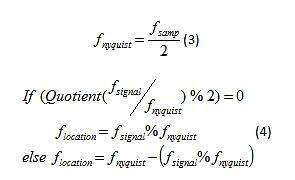 f_nyquist = f_samp / 2 (3)
If (Quotient(f_signal / f_nyquist) % 2) = 0
f_location = f_signal % f_nyquist (4)
else f_location = f_nyquist − (f_signal % f_nyquist)